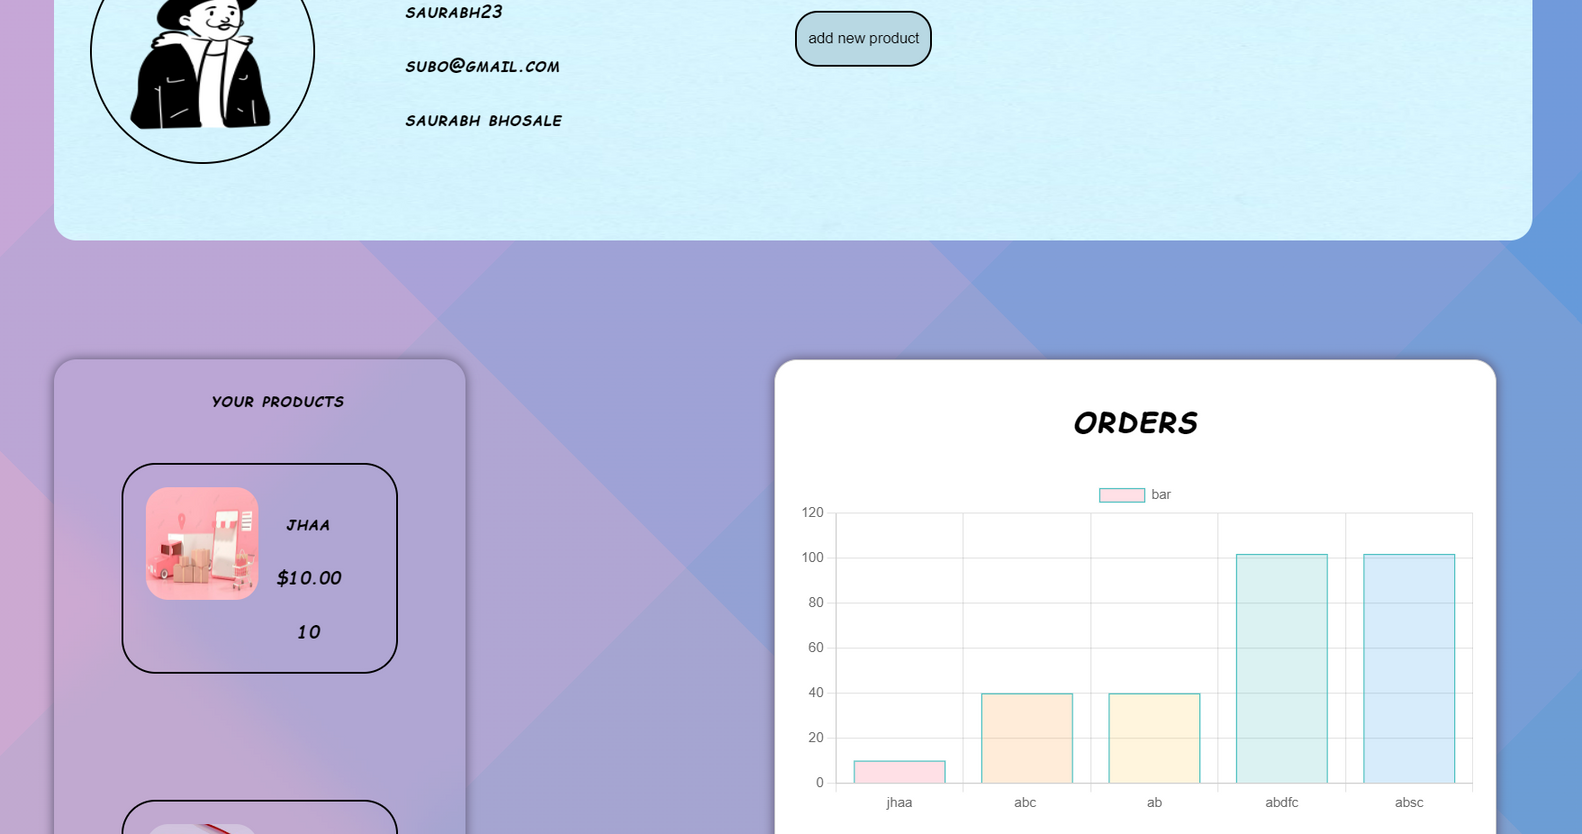 SAURABH23
SUBO@GMAIL.COM
SAURABH BHOSALE
add new product
YOUR PRODUCTS
JHAA
$10.00
10
ORDERS
bar
120
100
80
60
40
20
0
jhaa abc ab abdfc absc